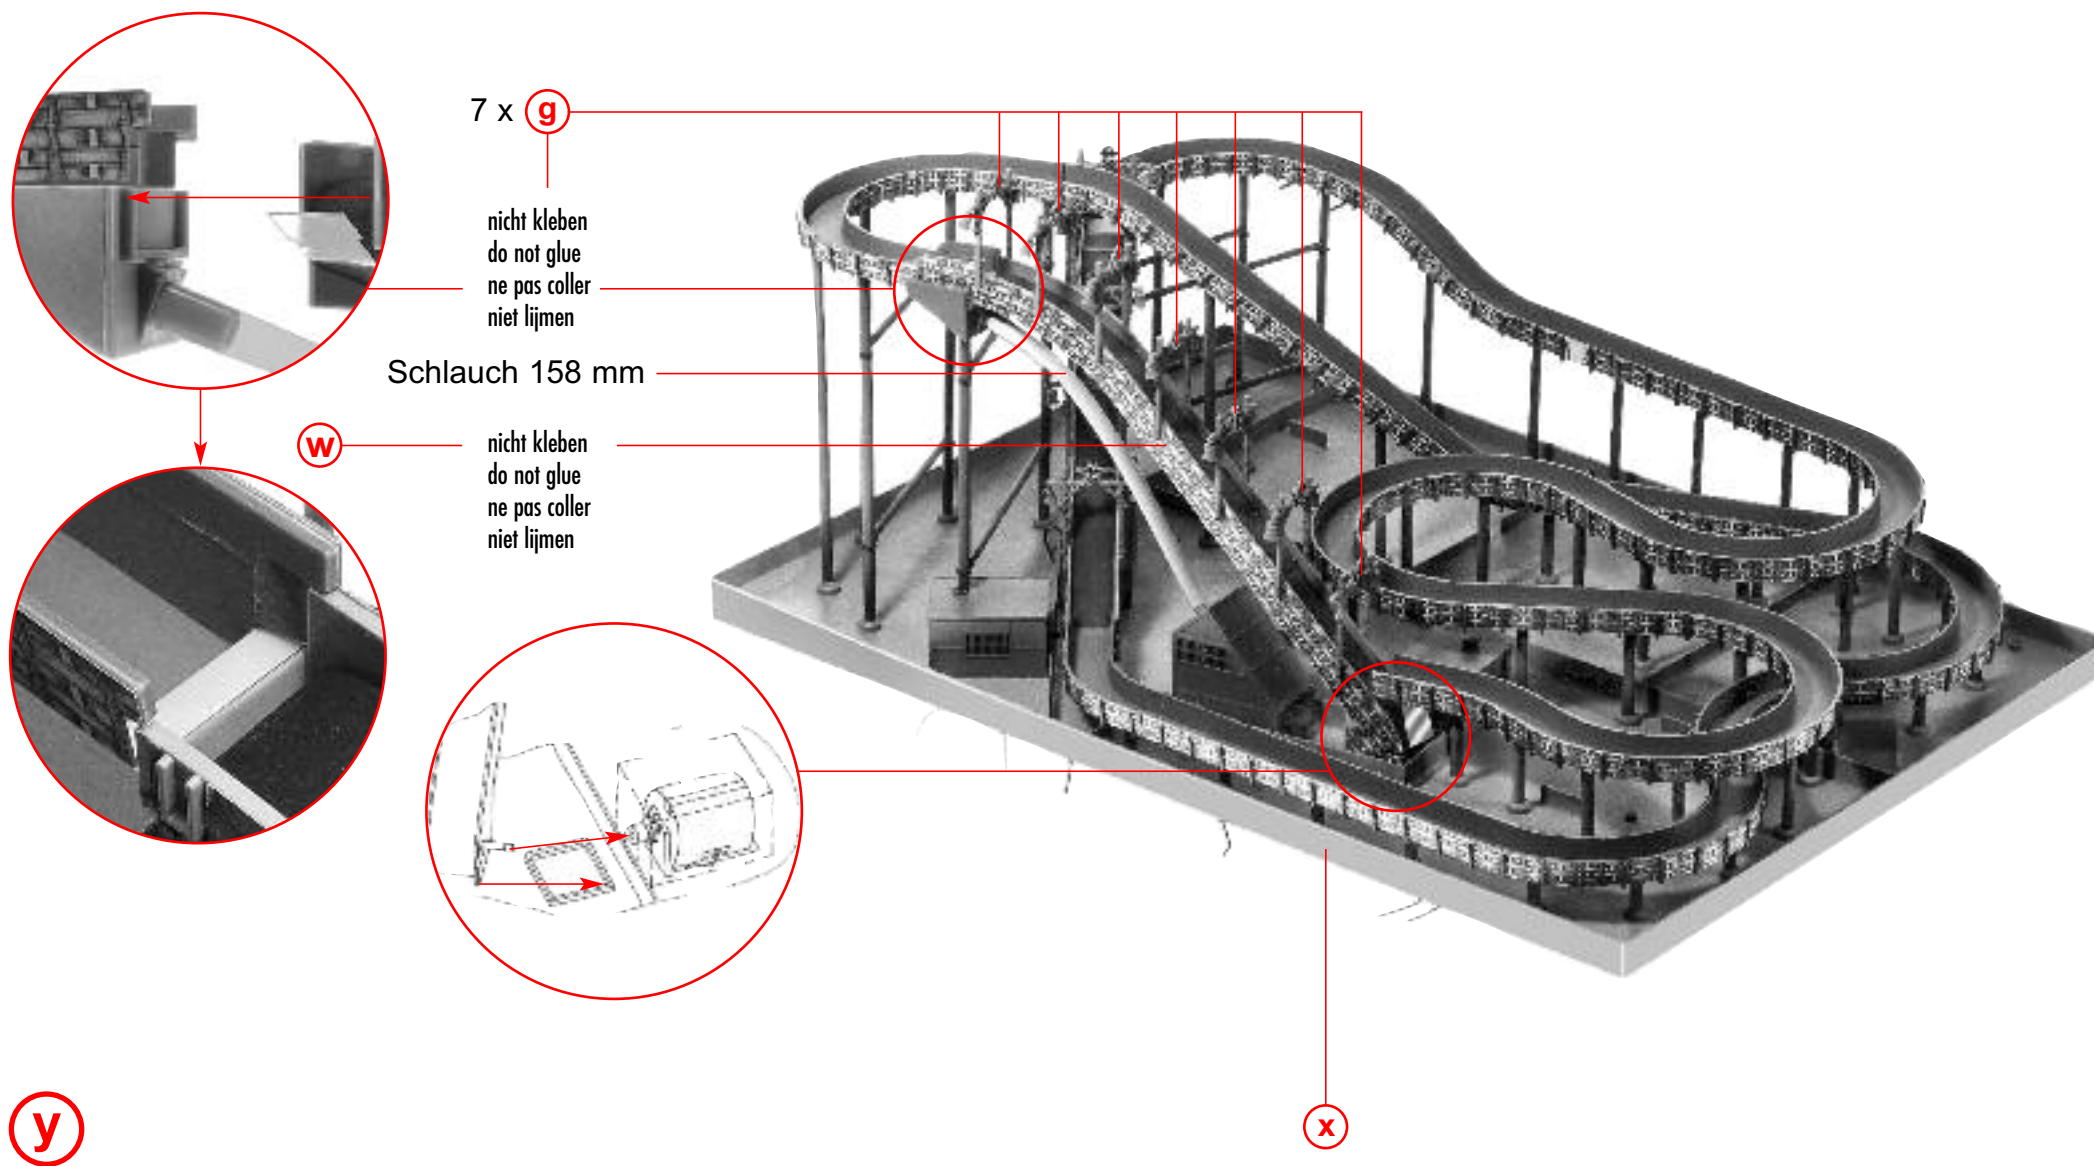 7 x g
nicht kleben
do not glue
ne pas coller
niet lijmen
Schlauch 158 mm
w
nicht kleben
do not glue
ne pas coller
niet lijmen
y
x